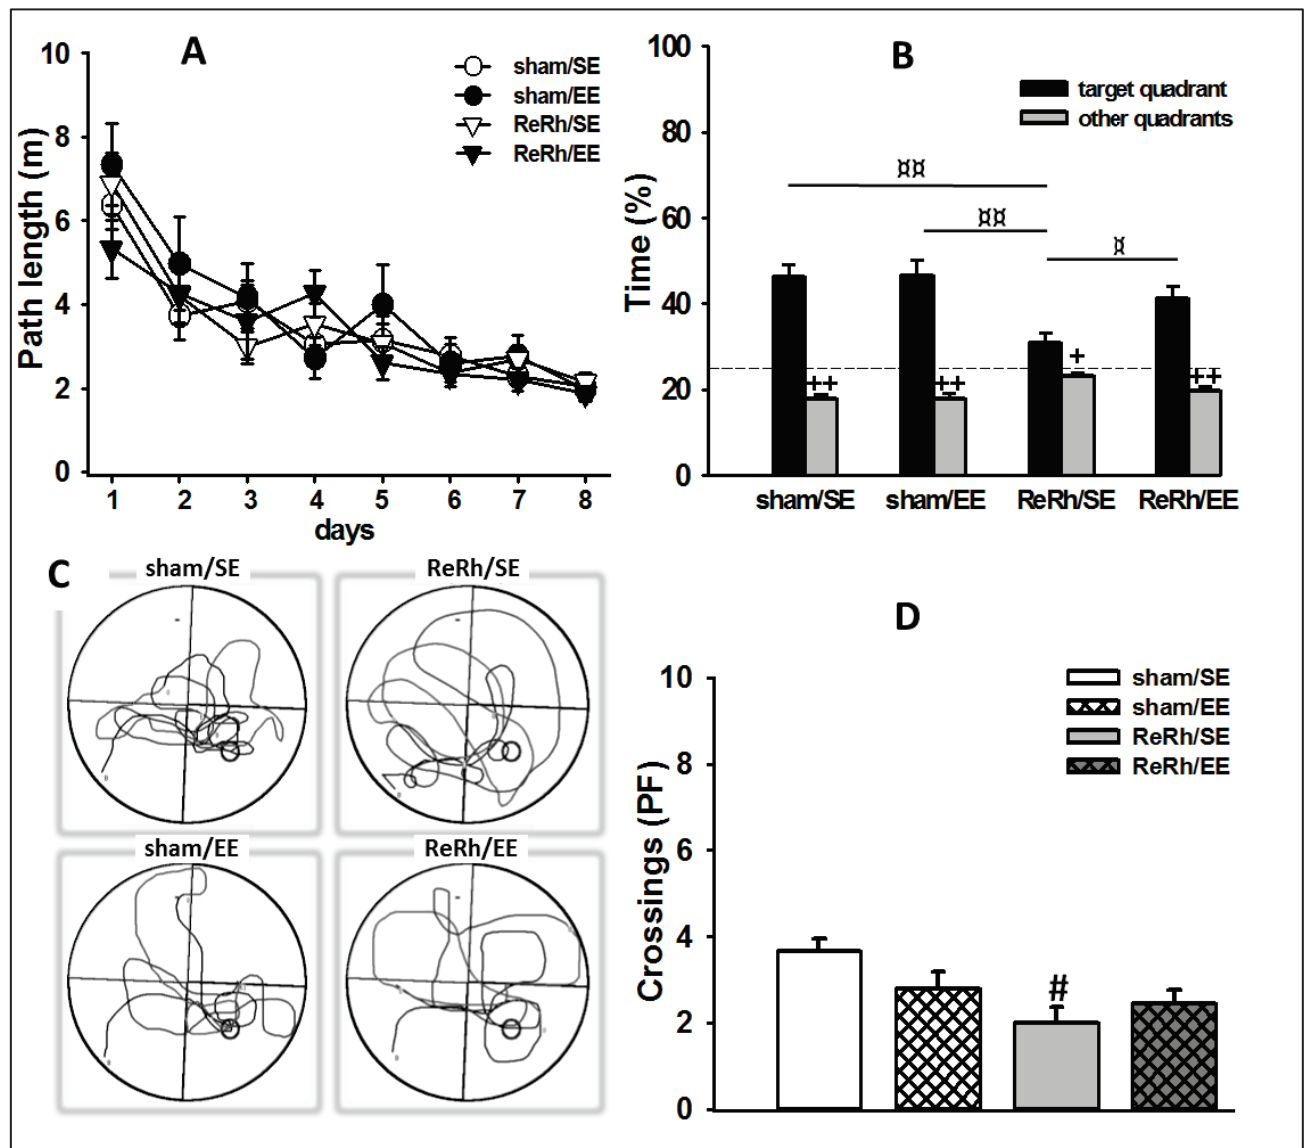 A
10
8
6
4
2
0
Path length (m)
sham/SE
sham/EE
ReRh/SE
ReRh/EE
1 2 3 4 5 6 7 8
days
B
100
80
60
40
20
0
Time (%)
target quadrant
other quadrants
¤¤
¤¤
¤
++ ++ + ++
sham/SE sham/EE ReRh/SE ReRh/EE
C
sham/SE ReRh/SE
sham/EE ReRh/EE
D
10
8
6
4
2
0
Crossings (PF)
sham/SE
sham/EE
ReRh/SE
ReRh/EE
#